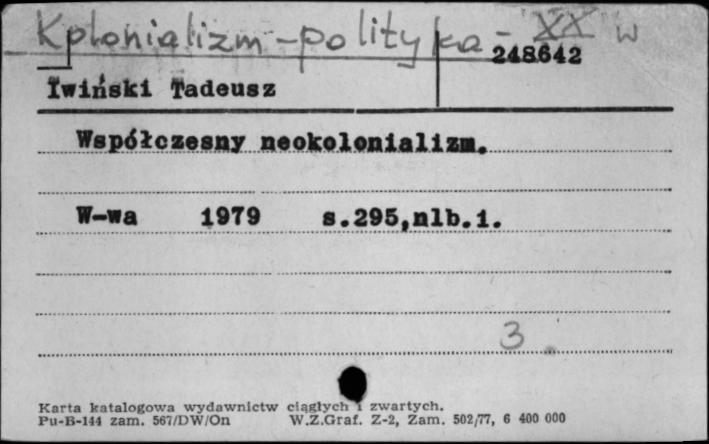 Kolonializm - polityka - XX w
248642
Iwiński Tadeusz
Współczesny neokolonializm.
W-wa 1979 s.295,nlb.1.
3
Karta katalogowa wydawnictw ciągłych i zwartych.
Pu-B-144 zam. 567/DW/On W.Z.Graf. Z-2, Zam. 502/77, 6 400 000